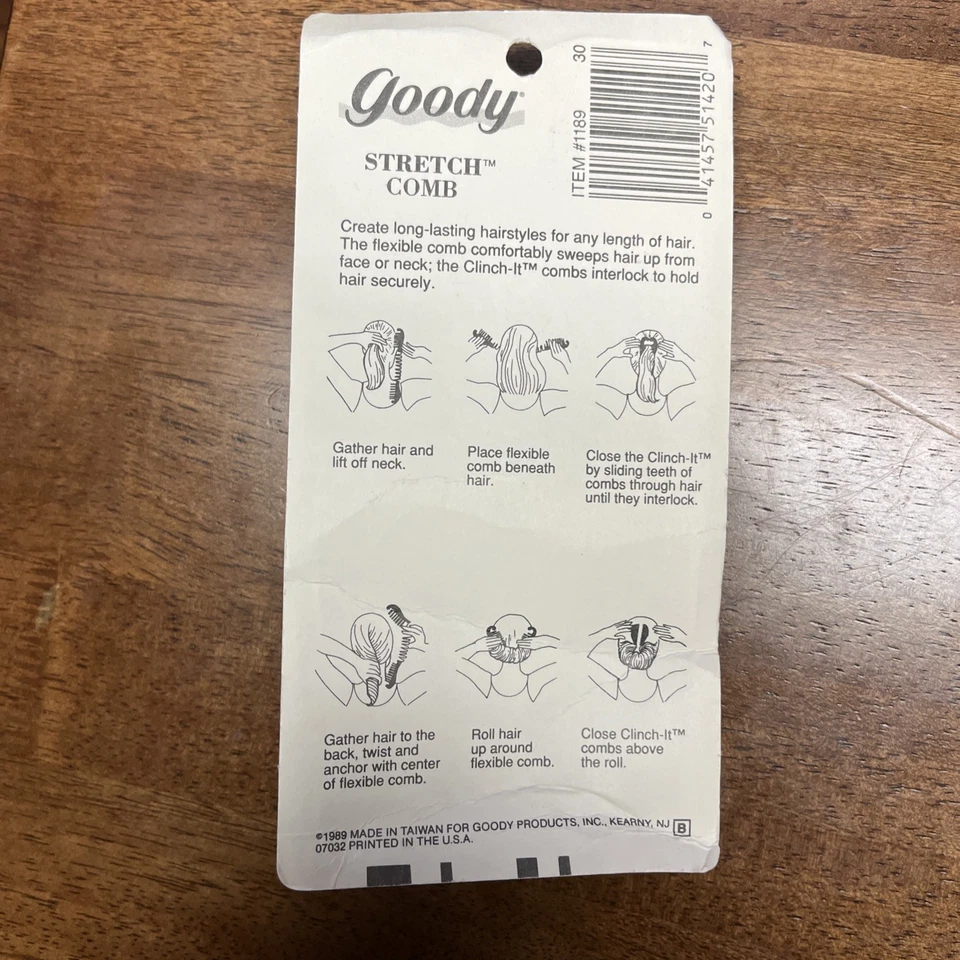 goody®
STRETCH™
COMB
ITEM #1189
30
0 41457 51420 7
Create long-lasting hairstyles for any length of hair.
The flexible comb comfortably sweeps hair up from
face or neck; the Clinch-It™ combs interlock to hold
hair securely.
Gather hair and
lift off neck.
Place flexible
comb beneath
hair.
Close the Clinch-It™
by sliding teeth of
combs through hair
until they interlock.
Gather hair to the
back, twist and
anchor with center
of flexible comb.
Roll hair
up around
flexible comb.
Close Clinch-It™
combs above
the roll.
©1989 MADE IN TAIWAN FOR GOODY PRODUCTS, INC., KEARNY, NJ B
07032 PRINTED IN THE U.S.A.